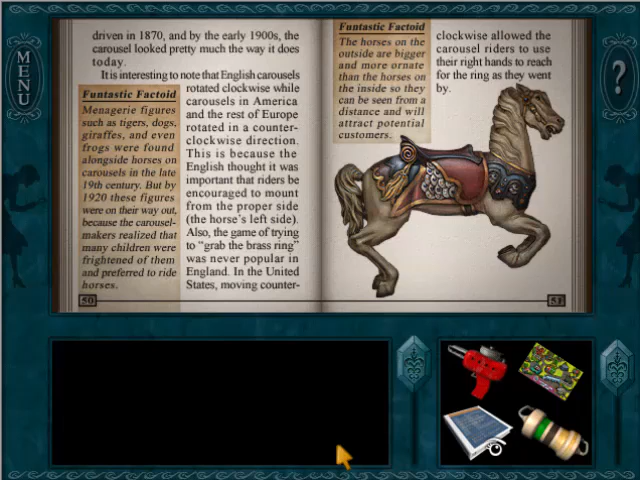 MENU
driven in 1870, and by the early 1900s, the
carousel looked pretty much the way it does
today.
It is interesting to note that English carousels
rotated clockwise while
carousels in America
and the rest of Europe
rotated in a counter-
clockwise direction.
This is because the
English thought it was
important that riders be
encouraged to mount
from the proper side
(the horse's left side).
Also, the game of trying
to "grab the brass ring"
was never popular in
England. In the United
States, moving counter-
Funtastic Factoid
Menagerie figures
such as tigers, dogs,
giraffes, and even
frogs were found
alongside horses on
carousels in the late
19th century. But by
1920 these figures
were on their way out,
because the carousel-
makers realized that
many children were
frightened of them
and preferred to ride
horses.
50
Funtastic Factoid
The horses on the
outside are bigger
and more ornate
than the horses on
the inside so they
can be seen from a
distance and will
attract potential
customers.
clockwise allowed the
carousel riders to use
their right hands to reach
for the ring as they went
by.
51
?